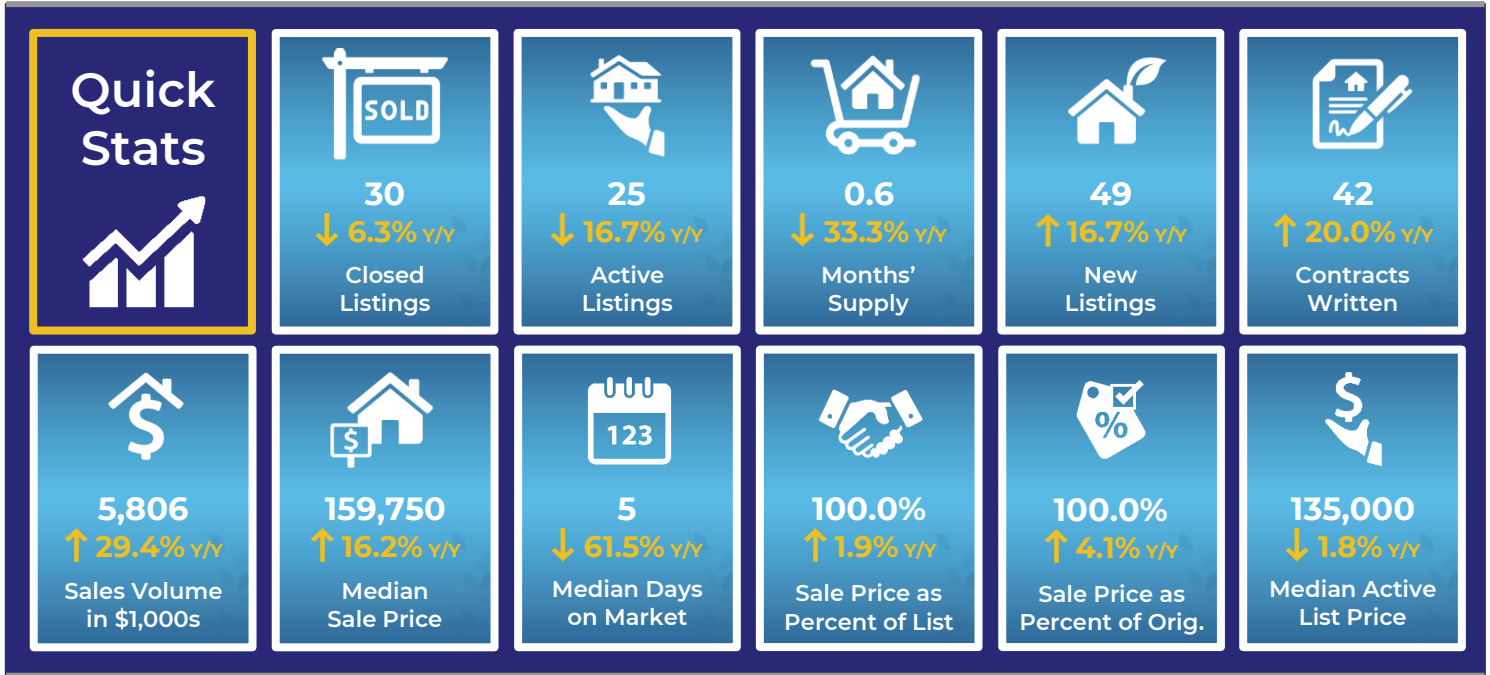 Quick
Stats
SOLD
30
↓ 6.3% Y/Y
Closed
Listings
25
↓ 16.7% Y/Y
Active
Listings
0.6
↓ 33.3% Y/Y
Months’
Supply
49
↑ 16.7% Y/Y
New
Listings
42
↑ 20.0% Y/Y
Contracts
Written
$
5,806
↑ 29.4% Y/Y
Sales Volume
in $1,000s
$
159,750
↑ 16.2% Y/Y
Median
Sale Price
123
5
↓ 61.5% Y/Y
Median Days
on Market
100.0%
↑ 1.9% Y/Y
Sale Price as
Percent of List
%
100.0%
↑ 4.1% Y/Y
Sale Price as
Percent of Orig.
$
135,000
↓ 1.8% Y/Y
Median Active
List Price